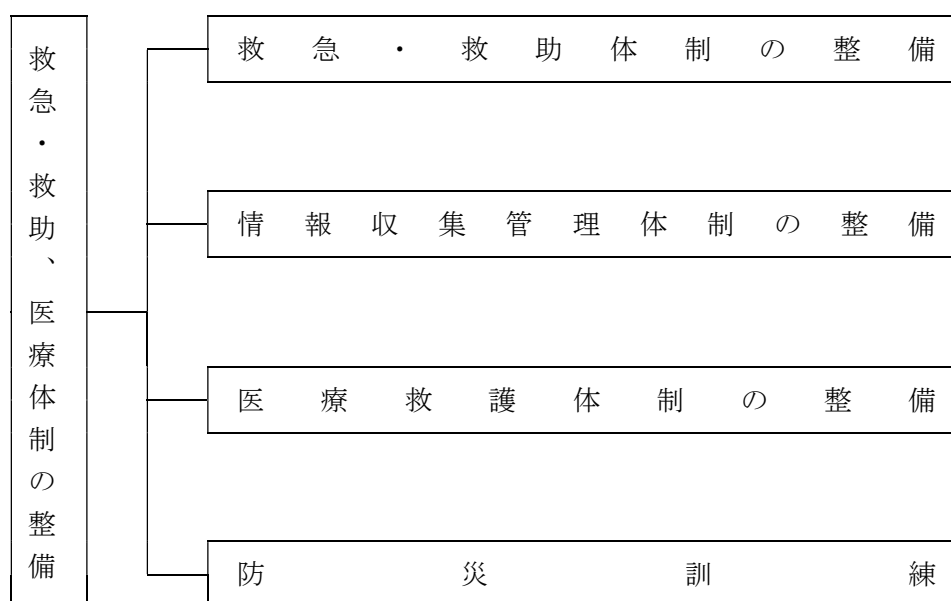 救急・救助、医療体制の整備
救急・救助体制の整備
情報収集管理体制の整備
医療救護体制の整備
防災訓練